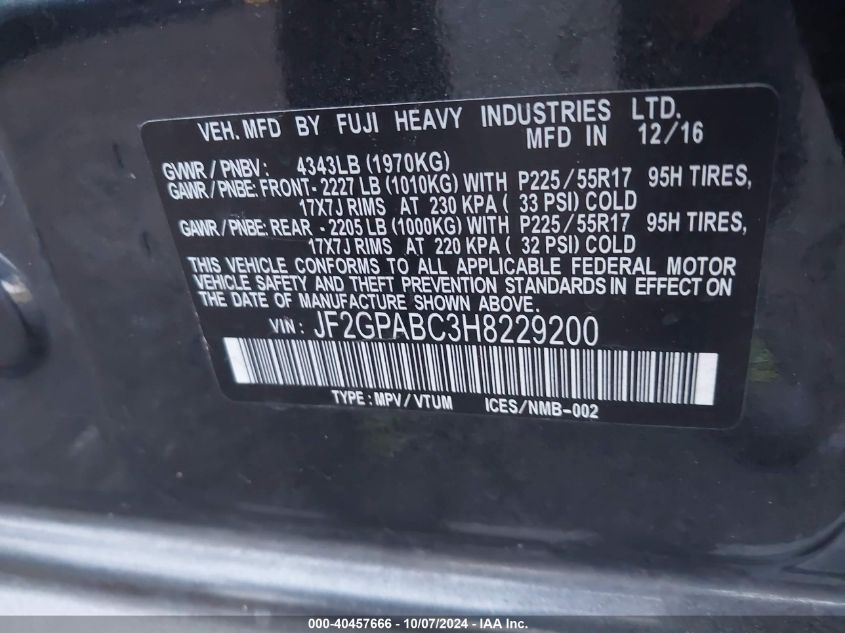 VEH. MFD BY FUJI HEAVY INDUSTRIES LTD.
MFD IN 12/16
GVWR / PNBV: 4343LB (1970KG)
GAWR / PNBE: FRONT- 2227 LB (1010KG) WITH P225/55R17 95H TIRES,
17X7J RIMS AT 230 KPA ( 33 PSI) COLD
GAWR / PNBE: REAR - 2205 LB (1000KG) WITH P225/55R17 95H TIRES,
17X7J RIMS AT 220 KPA ( 32 PSI) COLD
THIS VEHICLE CONFORMS TO ALL APPLICABLE FEDERAL MOTOR
VEHICLE SAFETY AND THEFT PREVENTION STANDARDS IN EFFECT ON
THE DATE OF MANUFACTURE SHOWN ABOVE.
VIN: JF2GPABC3H8229200
TYPE: MPV/VTUM ICES/NMB-002
000-40457666 - 10/07/2024 - IAA Inc.